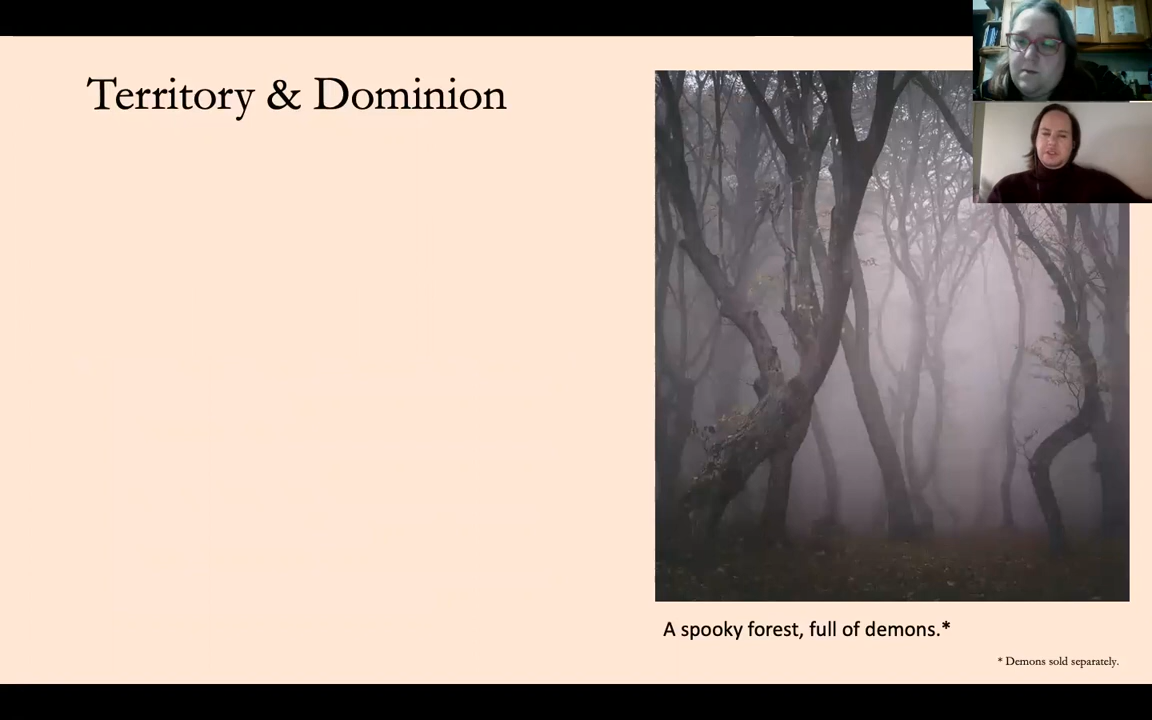 Territory & Dominion
A spooky forest, full of demons.*
* Demons sold separately.